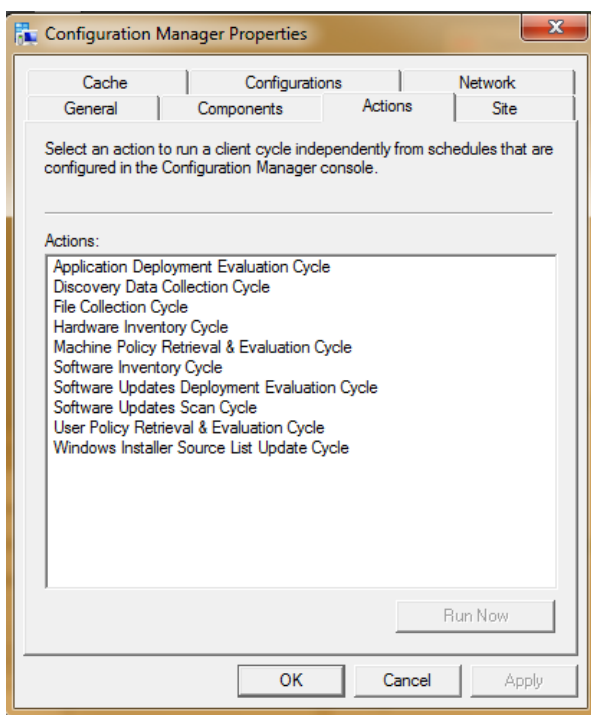 Configuration Manager Properties
Cache Configurations Network
General Components Actions Site
Select an action to run a client cycle independently from schedules that are
configured in the Configuration Manager console.
Actions:
Application Deployment Evaluation Cycle
Discovery Data Collection Cycle
File Collection Cycle
Hardware Inventory Cycle
Machine Policy Retrieval & Evaluation Cycle
Software Inventory Cycle
Software Updates Deployment Evaluation Cycle
Software Updates Scan Cycle
User Policy Retrieval & Evaluation Cycle
Windows Installer Source List Update Cycle
Run Now
OK Cancel Apply